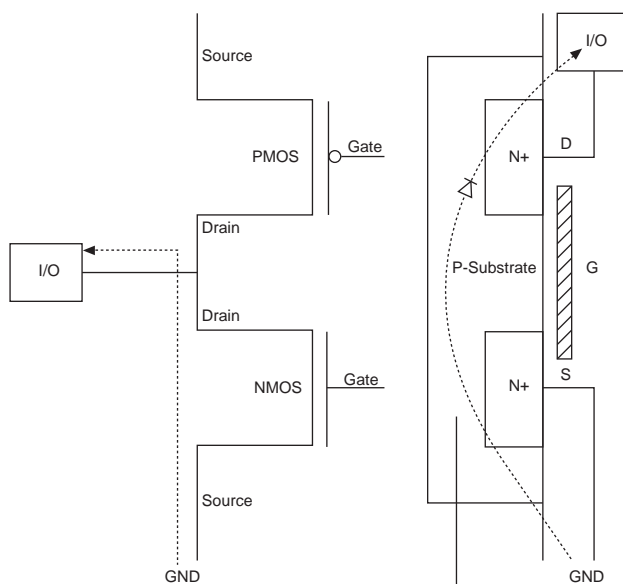 Source
PMOS
Gate
Drain
I/O
Drain
NMOS
Gate
Source
GND
I/O
N+
D
P-Substrate
G
S
N+
GND